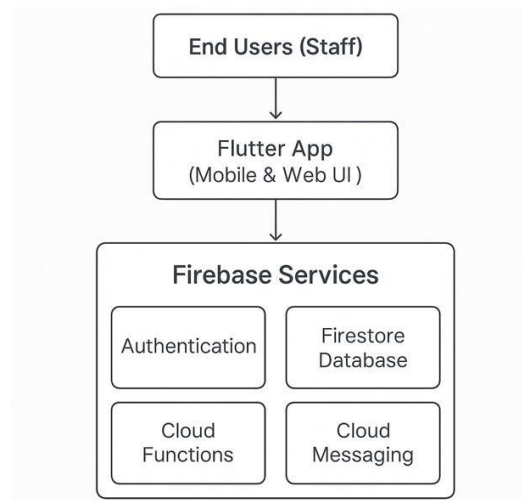 End Users (Staff)
Flutter App
(Mobile & Web UI )
Firebase Services
Authentication
Firestore
Database
Cloud
Functions
Cloud
Messaging